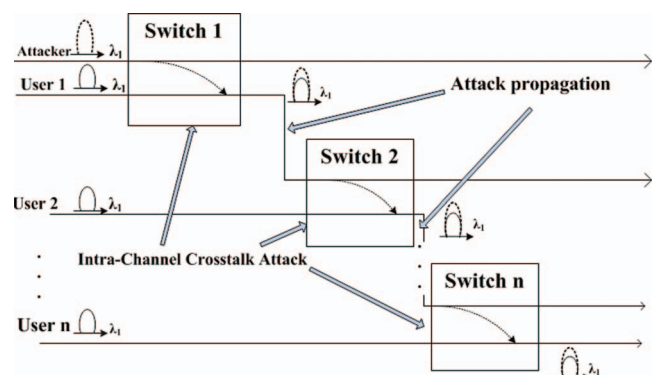 Switch 1
Attacker λ₁
User 1 λ₁
λ₁
Attack propagation
Switch 2
User 2 λ₁
λ₁
Intra-Channel Crosstalk Attack
Switch n
User n λ₁
λ₁